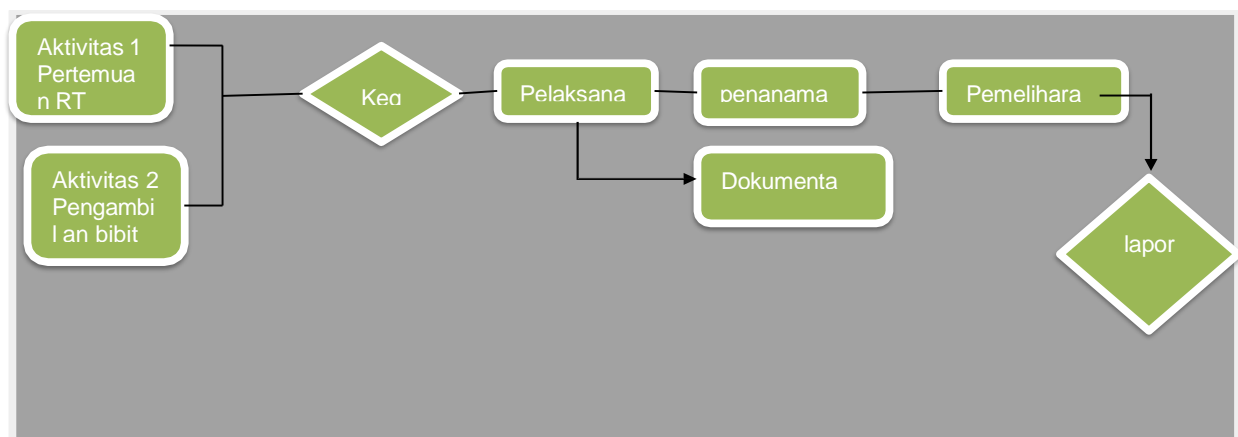 Aktivitas 1
Pertemua
n RT
Aktivitas 2
Pengambi
l an bibit
Keg
Pelaksana
penanama
Pemelihara
Dokumenta
lapor